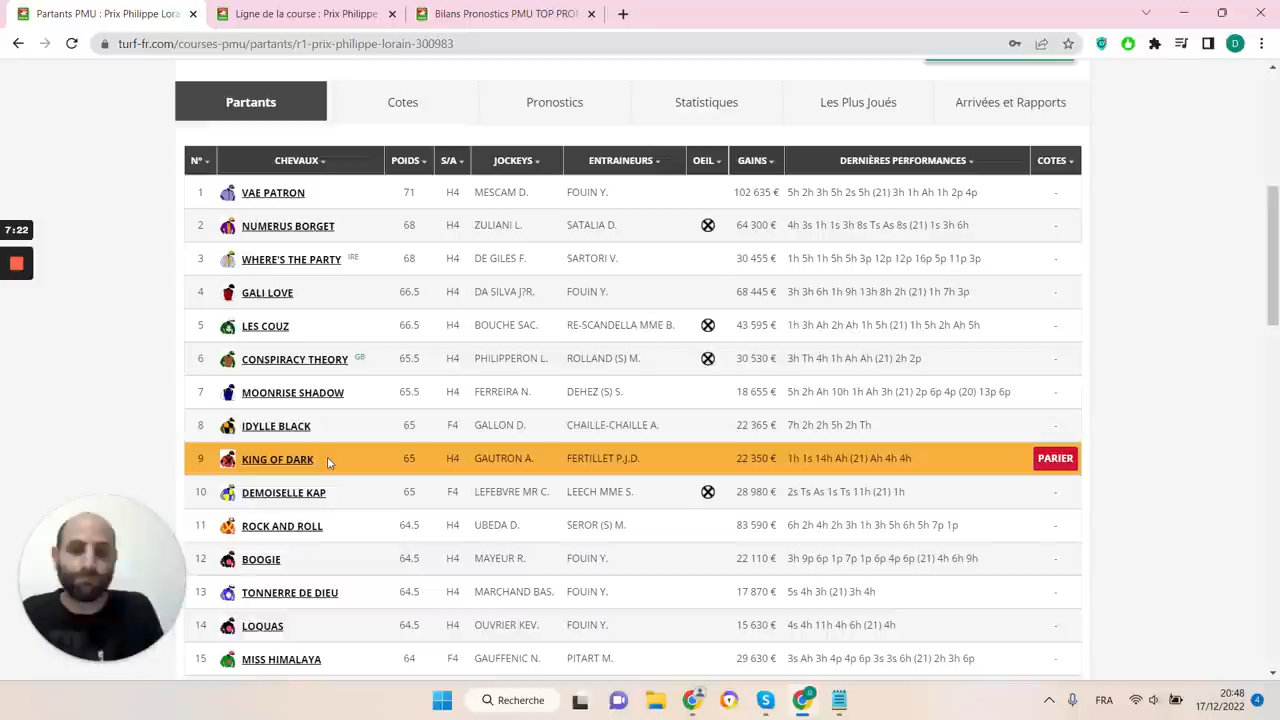 Partants PMU : Prix Philippe Lora
Ligne de la course : Prix Philippe
Bilans Pronostics PMU TOP PRO
turf-fr.com/courses-pmu/partants/r1-prix-philippe-lorain-300983
D
Partants Cotes Pronostics Statistiques Les Plus Joués Arrivées et Rapports
N° CHEVAUX POIDS S/A JOCKEYS ENTRAINEURS OEIL GAINS DERNIÈRES PERFORMANCES COTES
1 VAE PATRON 71 H4 MESCAM D. FOUIN Y. 102 635 € 5h 2h 3h 5h 2s 5h (21) 3h 1h Ah 1h 2p 4p -
2 NUMERUS BORGET 68 H4 ZULIANI L. SATALIA D. 64 300 € 4h 3s 1h 1s 3h 8s Ts As 8s (21) 1s 3h 6h -
7:22
3 WHERE'S THE PARTY IRE 68 H4 DE GILES F. SARTORI V. 30 455 € 1h 5h 1h 5h 5h 3p 12p 12p 16p 5p 11p 3p -
4 GALI LOVE 66.5 H4 DA SILVA J?R. FOUIN Y. 68 445 € 3h 3h 6h 1h 9h 13h 8h 2h (21) 1h 7h 3p -
5 LES COUZ 66.5 H4 BOUCHE SAC. RE-SCANDELLA MME B. 43 595 € 1h 3h Ah 2h Ah 1h 5h (21) 1h 5h 2h Ah 5h -
6 CONSPIRACY THEORY GB 65.5 H4 PHILIPPERON L. ROLLAND (S) M. 30 530 € 3h Th 4h 1h Ah Ah (21) 2h 2p -
7 MOONRISE SHADOW 65.5 H4 FERREIRA N. DEHEZ (S) S. 18 655 € 5h 2h Ah 10h 1h Ah 3h (21) 2p 6p 4p (20) 13p 6p -
8 IDYLLE BLACK 65 F4 GALLON D. CHAILLE-CHAILLE A. 22 365 € 7h 2h 2h 5h 2h Th -
9 KING OF DARK 65 H4 GAUTRON A. FERTILLET P.J.D. 22 350 € 1h 1s 14h Ah (21) Ah 4h 4h PARIER
10 DEMOISELLE KAP 65 F4 LEFEBVRE MR C. LEECH MME S. 28 980 € 2s Ts As 1s Ts 11h (21) 1h -
11 ROCK AND ROLL 64.5 H4 UBEDA D. SEROR (S) M. 83 590 € 6h 2h 4h 2h 3h 1h 3h 5h 6h 5h 7p 1p -
12 BOOGIE 64.5 H4 MAYEUR R. FOUIN Y. 22 110 € 3h 9p 6p 1p 7p 1p 6p 4p 6p (21) 4h 6h 9h -
13 TONNERRE DE DIEU 64.5 H4 MARCHAND BAS. FOUIN Y. 17 870 € 5s 4h 3h (21) 3h 4h -
14 LOQUAS 64.5 H4 OUVRIER KEV. FOUIN Y. 15 630 € 4s 4h 11h 4h 6h (21) 4h -
15 MISS HIMALAYA 64 F4 GAUFFENIC N. PITART M. 29 630 € 3s Ah 3h 4p 4p 6p 3s 3s 6h (21) 2h 3h 6p -
Recherche
FRA
20:48
17/12/2022
4